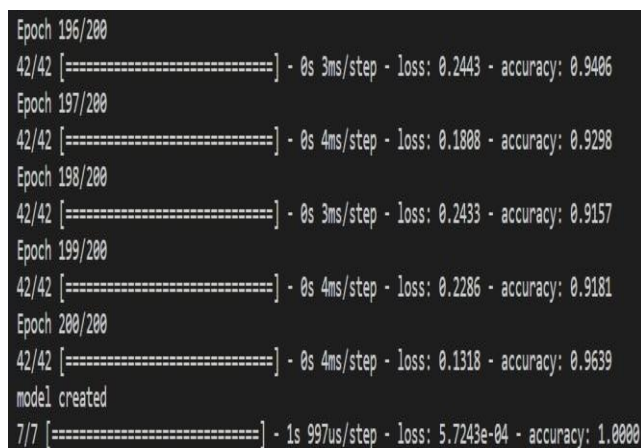 Epoch 196/200
42/42 [==============================] - 0s 3ms/step - loss: 0.2443 - accuracy: 0.9406
Epoch 197/200
42/42 [==============================] - 0s 4ms/step - loss: 0.1808 - accuracy: 0.9298
Epoch 198/200
42/42 [==============================] - 0s 3ms/step - loss: 0.2433 - accuracy: 0.9157
Epoch 199/200
42/42 [==============================] - 0s 4ms/step - loss: 0.2286 - accuracy: 0.9181
Epoch 200/200
42/42 [==============================] - 0s 4ms/step - loss: 0.1318 - accuracy: 0.9639
model created
7/7 [==============================] - 1s 997us/step - loss: 5.7243e-04 - accuracy: 1.0000